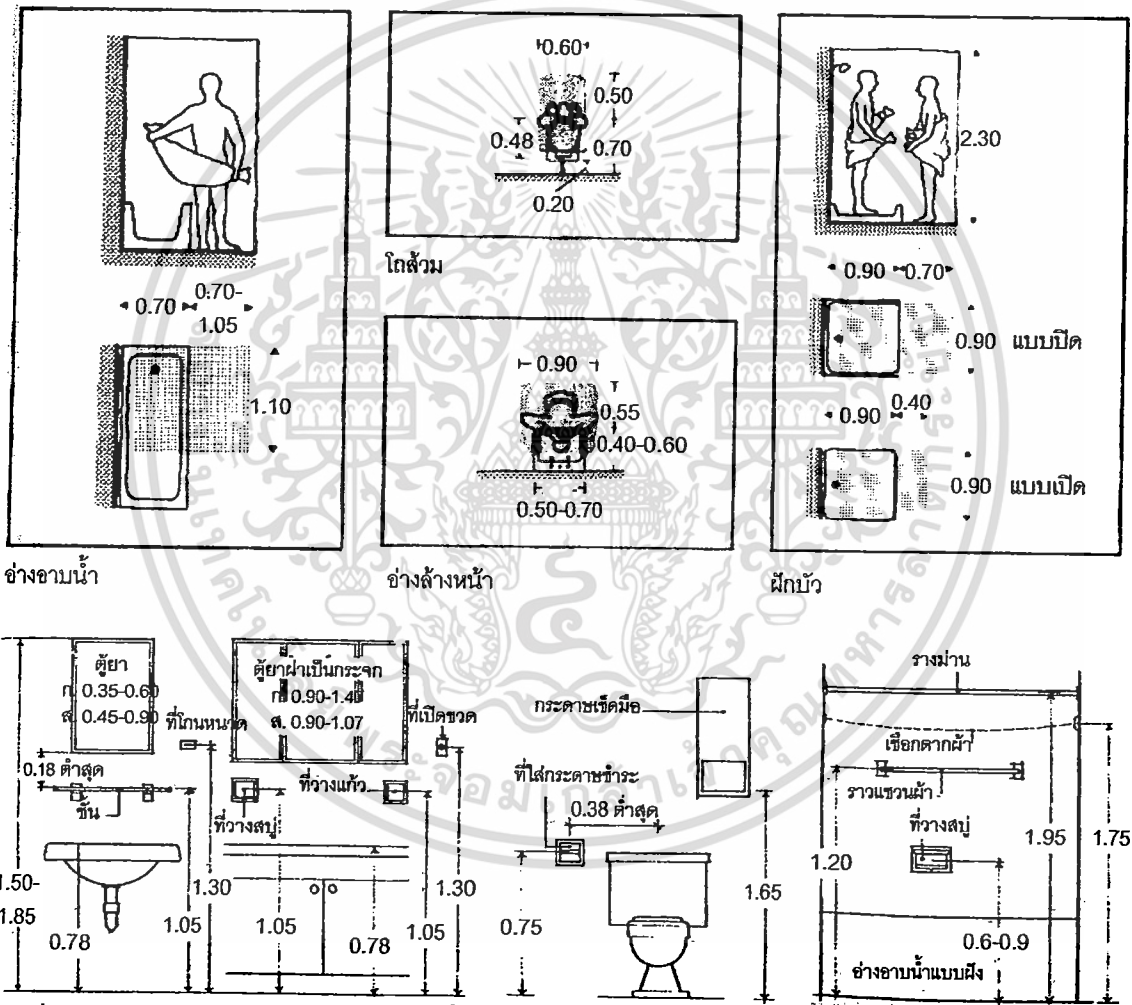 0.70
0.70-
1.05
1.10
อ่างอาบน้ำ
0.60
0.50
0.48
0.70
0.20
โถส้วม
0.90
0.55
0.40-0.60
0.50-0.70
อ่างล้างหน้า
2.30
0.90
0.70
0.90 แบบปิด
0.90
0.40
0.90 แบบเปิด
ฝักบัว
ตู้ยา
ก. 0.35-0.60
ส. 0.45-0.90
0.18 ต่ำสุด
ชั้น
1.50-
1.85
0.78
1.05
ที่โกนหนวด
1.30
ตู้ยาฝาเป็นกระจก
ก. 0.90-1.40
ส. 0.90-1.07
ที่เปิดขวด
ที่วางแก้ว
ที่วางสบู่
1.05
0.78
1.05
1.30
กระดาษเช็ดมือ
ที่ใส่กระดาษชำระ
0.38 ต่ำสุด
0.75
1.65
รางม่าน
เชือกตากผ้า
ราวแขวนผ้า
ที่วางสบู่
1.20
1.95
1.75
0.6-0.9
อ่างอาบน้ำแบบฝัง